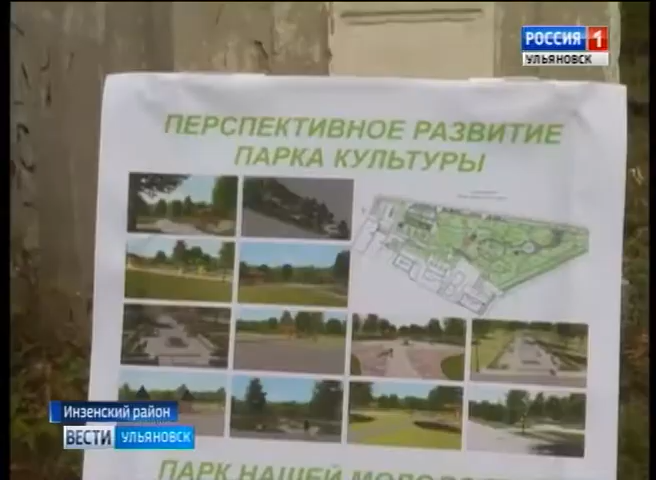 РОССИЯ 1
УЛЬЯНОВСК
ПЕРСПЕКТИВНОЕ РАЗВИТИЕ
ПАРКА КУЛЬТУРЫ
Инзенский район
ВЕСТИ УЛЬЯНОВСК
ПАРК НАШЕЙ